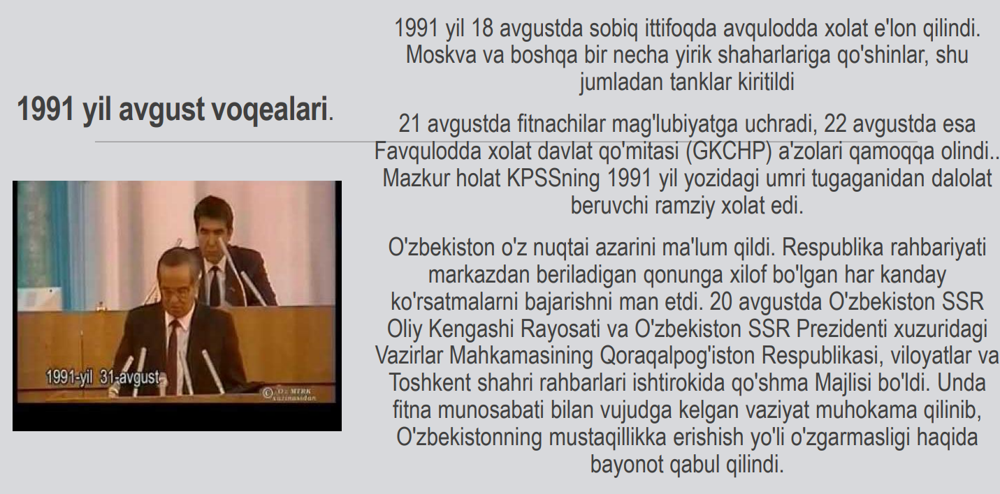 1991 yil avgust voqealari.
1991-yil 31-avgust
© O'z MTRK
xazinasidan
1991 yil 18 avgustda sobiq ittifoqda avqulodda xolat e'lon qilindi.
Moskva va boshqa bir necha yirik shaharlariga qo'shinlar, shu
jumladan tanklar kiritildi
21 avgustda fitnachilar mag'lubiyatga uchradi, 22 avgustda esa
Favqulodda xolat davlat qo'mitasi (GKCHP) a'zolari qamoqqa olindi..
Mazkur holat KPSSning 1991 yil yozidagi umri tugaganidan dalolat
beruvchi ramziy xolat edi.
O'zbekiston o'z nuqtai azarini ma'lum qildi. Respublika rahbariyati
markazdan beriladigan qonunga xilof bo'lgan har kanday
ko'rsatmalarni bajarishni man etdi. 20 avgustda O'zbekiston SSR
Oliy Kengashi Rayosati va O'zbekiston SSR Prezidenti xuzuridagi
Vazirlar Mahkamasining Qoraqalpog'iston Respublikasi, viloyatlar va
Toshkent shahri rahbarlari ishtirokida qo'shma Majlisi bo'ldi. Unda
fitna munosabati bilan vujudga kelgan vaziyat muhokama qilinib,
O'zbekistonning mustaqillikka erishish yo'li o'zgarmasligi haqida
bayonot qabul qilindi.